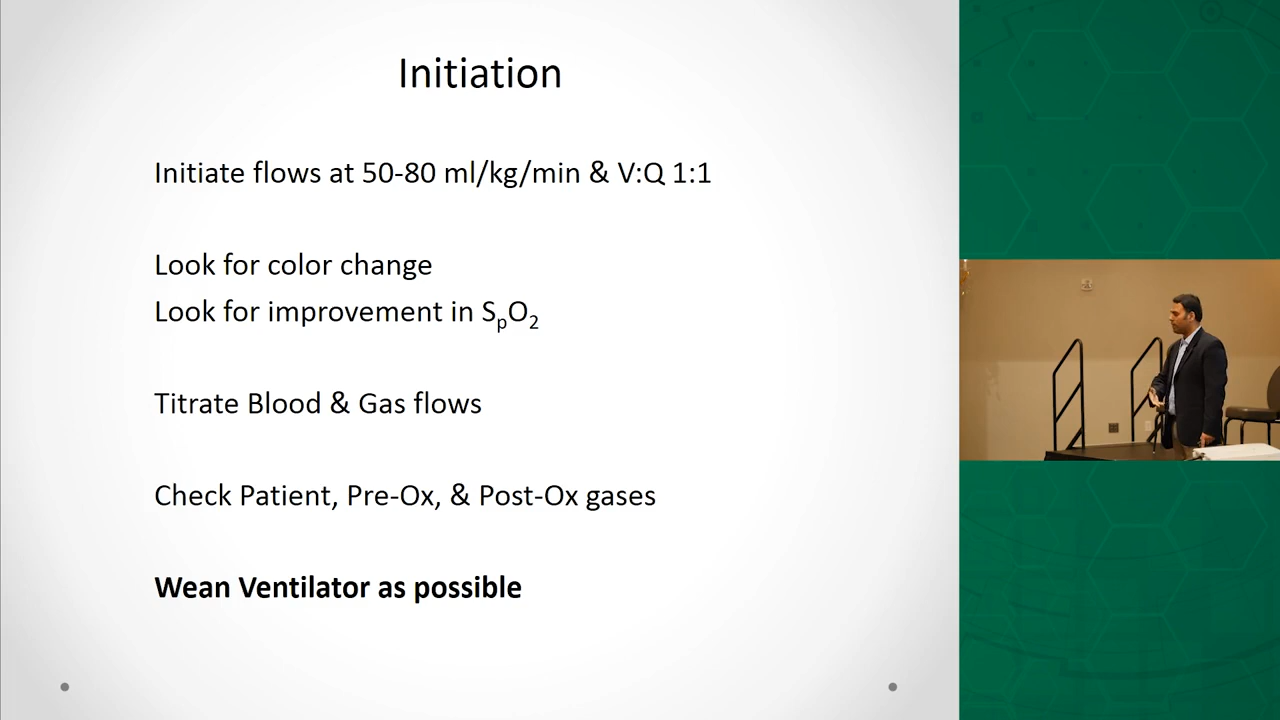 Initiation
Initiate flows at 50-80 ml/kg/min & V:Q 1:1
Look for color change
Look for improvement in SpO2
Titrate Blood & Gas flows
Check Patient, Pre-Ox, & Post-Ox gases
Wean Ventilator as possible